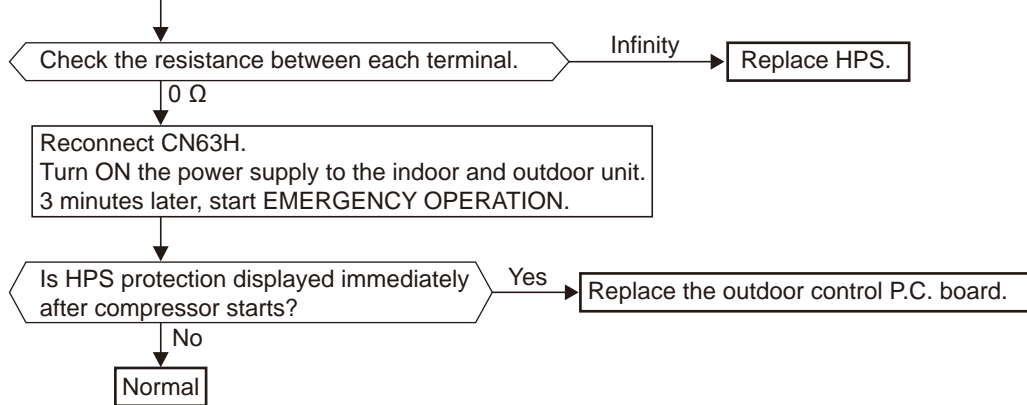 Check the resistance between each terminal.
Infinity
Replace HPS.
0 Ω
Reconnect CN63H.
Turn ON the power supply to the indoor and outdoor unit.
3 minutes later, start EMERGENCY OPERATION.
Is HPS protection displayed immediately
after compressor starts?
Yes
Replace the outdoor control P.C. board.
No
Normal